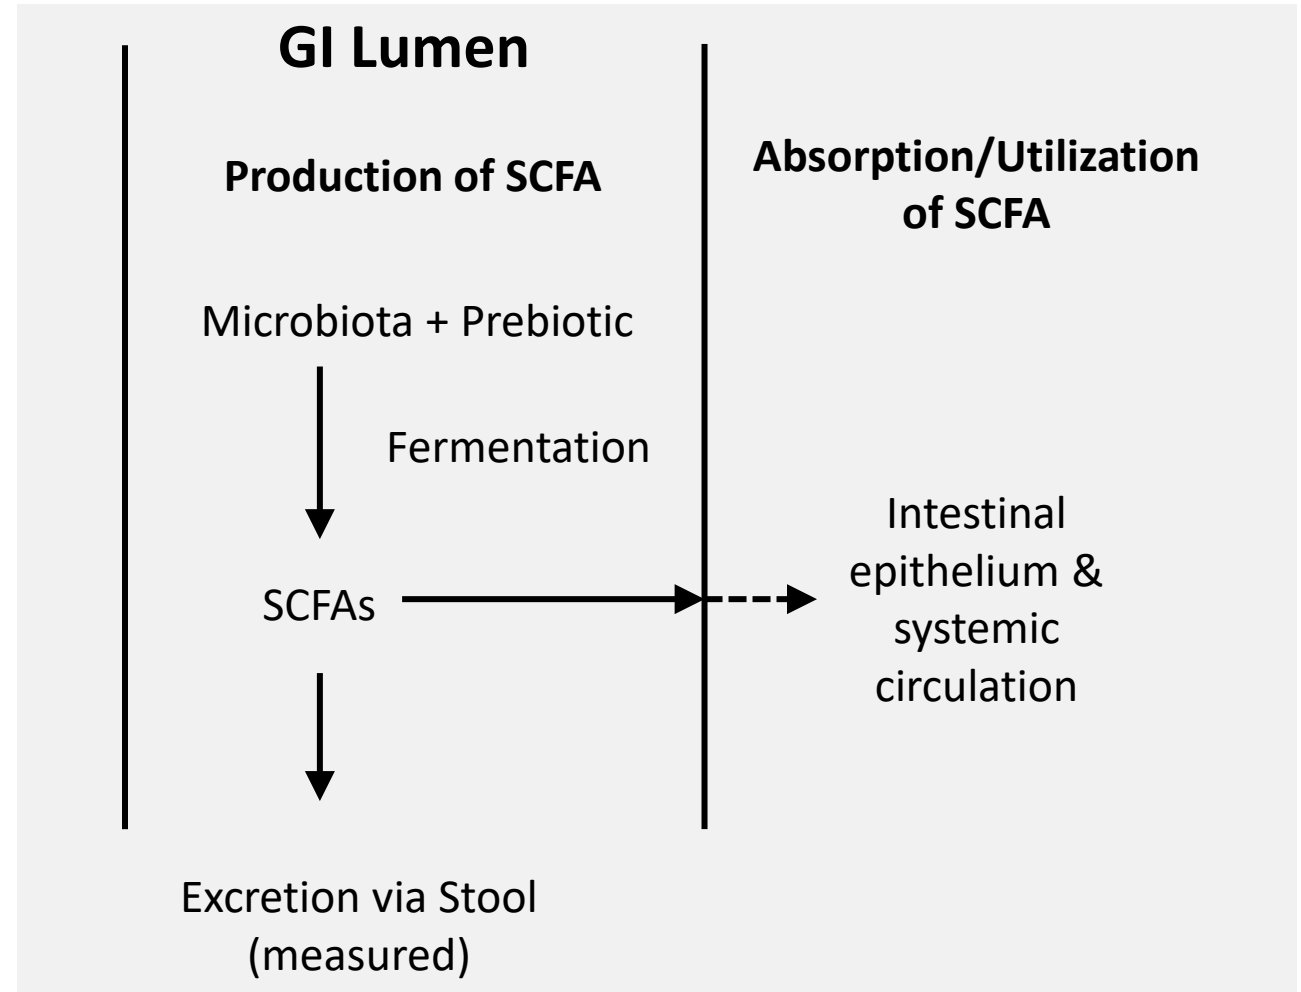 GI Lumen
Production of SCFA
Absorption/Utilization
of SCFA
Microbiota + Prebiotic
Fermentation
SCFAs
Intestinal
epithelium &
systemic
circulation
Excretion via Stool
(measured)